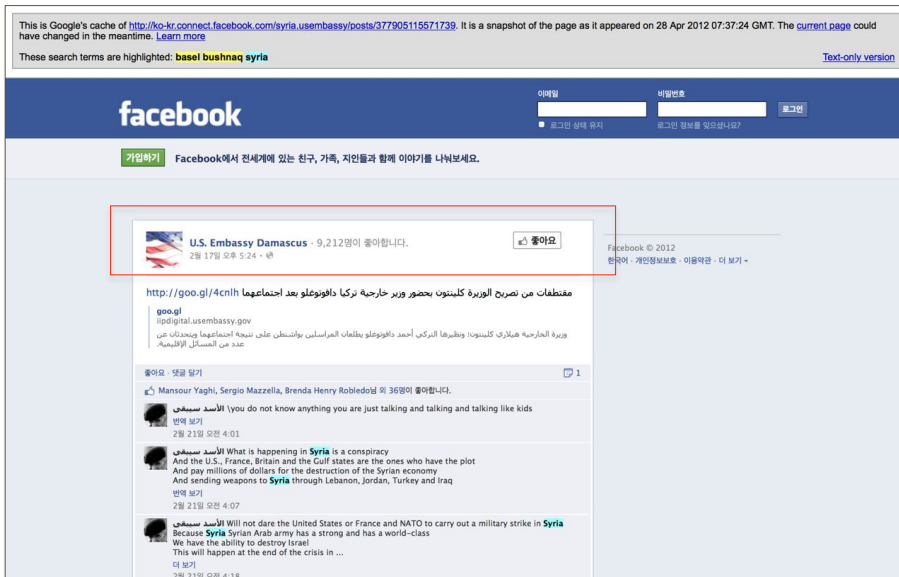 This is Google's cache of http://ko-kr.connect.facebook.com/syria.usembassy/posts/377905115571739. It is a snapshot of the page as it appeared on 28 Apr 2012 07:37:24 GMT. The current page could
have changed in the meantime. Learn more
These search terms are highlighted: basel bushnaq syria
Text-only version
facebook
이메일
비밀번호
로그인
로그인 상태 유지
로그인 정보를 잊으셨나요?
가입하기 Facebook에서 전세계에 있는 친구, 가족, 지인들과 함께 이야기를 나눠보세요.
U.S. Embassy Damascus · 9,212명이 좋아합니다.
좋아요
2월 17일 오후 5:24 ·
Facebook © 2012
한국어 · 개인정보보호 · 이용약관 · 더 보기
مقتطفات من تصريح الوزيرة كلينتون بحضور وزير خارجية تركيا دافوتوغلو بعد اجتماعهما http://goo.gl/4cnlh
goo.gl
iipdigital.usembassy.gov
وزيرة الخارجية هيلاري كلينتون؛ ونظيرها التركي أحمد دافوتوغلو يطلعان المراسلين بواشنطن على نتيجة اجتماعهما ويتحدثان عن
عدد من المسائل الإقليمية.
좋아요 · 댓글 달기
1
Mansour Yaghi, Sergio Mazzella, Brenda Henry Robledo님 외 36명이 좋아합니다.
الأسد سيبقى \you do not know anything you are just talking and talking and talking like kids
번역 보기
2월 21일 오전 4:01
الأسد سيبقى What is happening in Syria is a conspiracy
And the U.S., France, Britain and the Gulf states are the ones who have the plot
And pay millions of dollars for the destruction of the Syrian economy
And sending weapons to Syria through Lebanon, Jordan, Turkey and Iraq
번역 보기
2월 21일 오전 4:07
الأسد سيبقى Will not dare the United States or France and NATO to carry out a military strike in Syria
Because Syria Syrian Arab army has a strong and has a world-class
We have the ability to destroy Israel
This will happen at the end of the crisis in ...
더 보기
2월 21일 오전 4:18